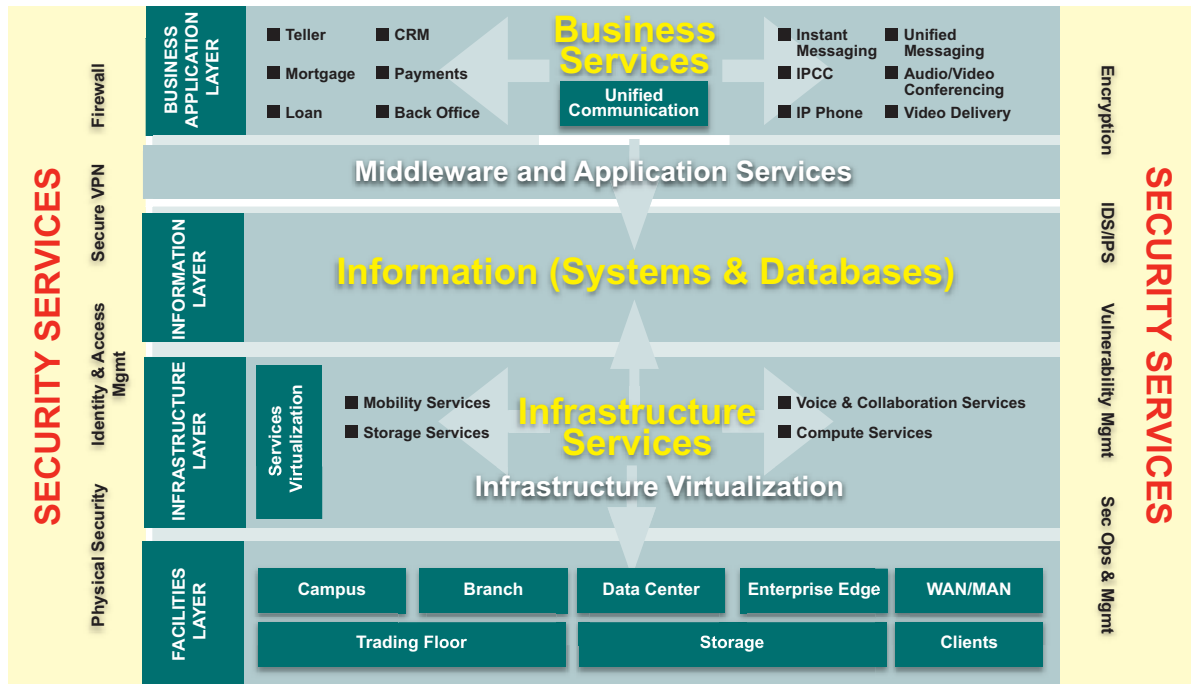 SECURITY SERVICES
Firewall
Secure VPN
Identity & Access
Mgmt
Physical Security
BUSINESS
APPLICATION
LAYER
Teller
CRM
Mortgage
Payments
Loan
Back Office
Business
Services
Unified
Communication
Instant
Messaging
Unified
Messaging
IPCC
Audio/Video
Conferencing
IP Phone
Video Delivery
Middleware and Application Services
INFORMATION
LAYER
Information (Systems & Databases)
INFRASTRUCTURE
LAYER
Services
Virtualization
Mobility Services
Storage Services
Infrastructure
Services
Voice & Collaboration Services
Compute Services
Infrastructure Virtualization
FACILITIES
LAYER
Campus
Branch
Data Center
Enterprise Edge
WAN/MAN
Trading Floor
Storage
Clients
Encryption
IDS/IPS
Vulnerability Mgmt
Sec Ops & Mgmt
SECURITY SERVICES